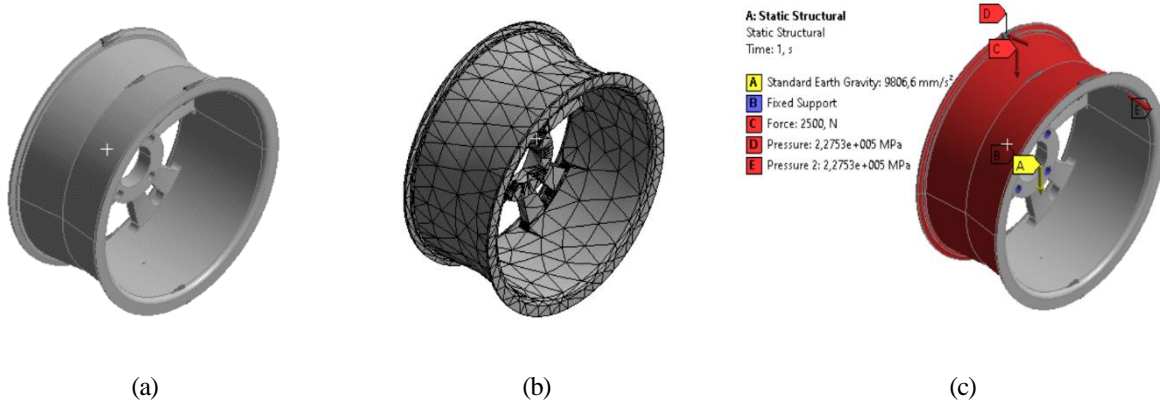 A: Static Structural
Static Structural
Time: 1, s
A Standard Earth Gravity: 9806,6 mm/s²
B Fixed Support
C Force: 2500, N
D Pressure: 2,2753e+005 MPa
E Pressure 2: 2,2753e+005 MPa
D
C
E
B
A
(a)
(b)
(c)